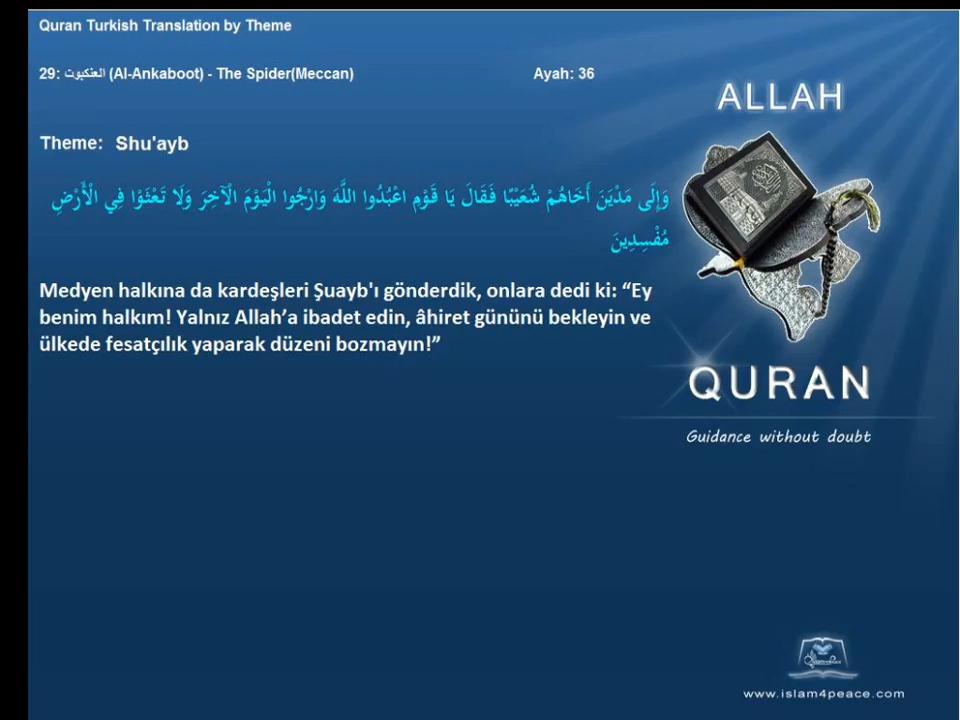 Quran Turkish Translation by Theme
29: العنكبوت (Al-Ankaboot) - The Spider(Meccan) Ayah: 36
Theme: Shu'ayb
وَإِلَى مَدْيَنَ أَخَاهُمْ شُعَيْبًا فَقَالَ يَا قَوْمِ اعْبُدُوا اللَّهَ وَارْجُوا الْيَوْمَ الْآخِرَ وَلَا تَعْثَوْا فِي الْأَرْضِ
مُفْسِدِينَ
Medyen halkına da kardeşleri Şuayb'ı gönderdik, onlara dedi ki: “Ey
benim halkım! Yalnız Allah’a ibadet edin, âhiret gününü bekleyin ve
ülkede fesatçılık yaparak düzeni bozmayın!”
ALLAH
QURAN
Guidance without doubt
www.islam4peace.com